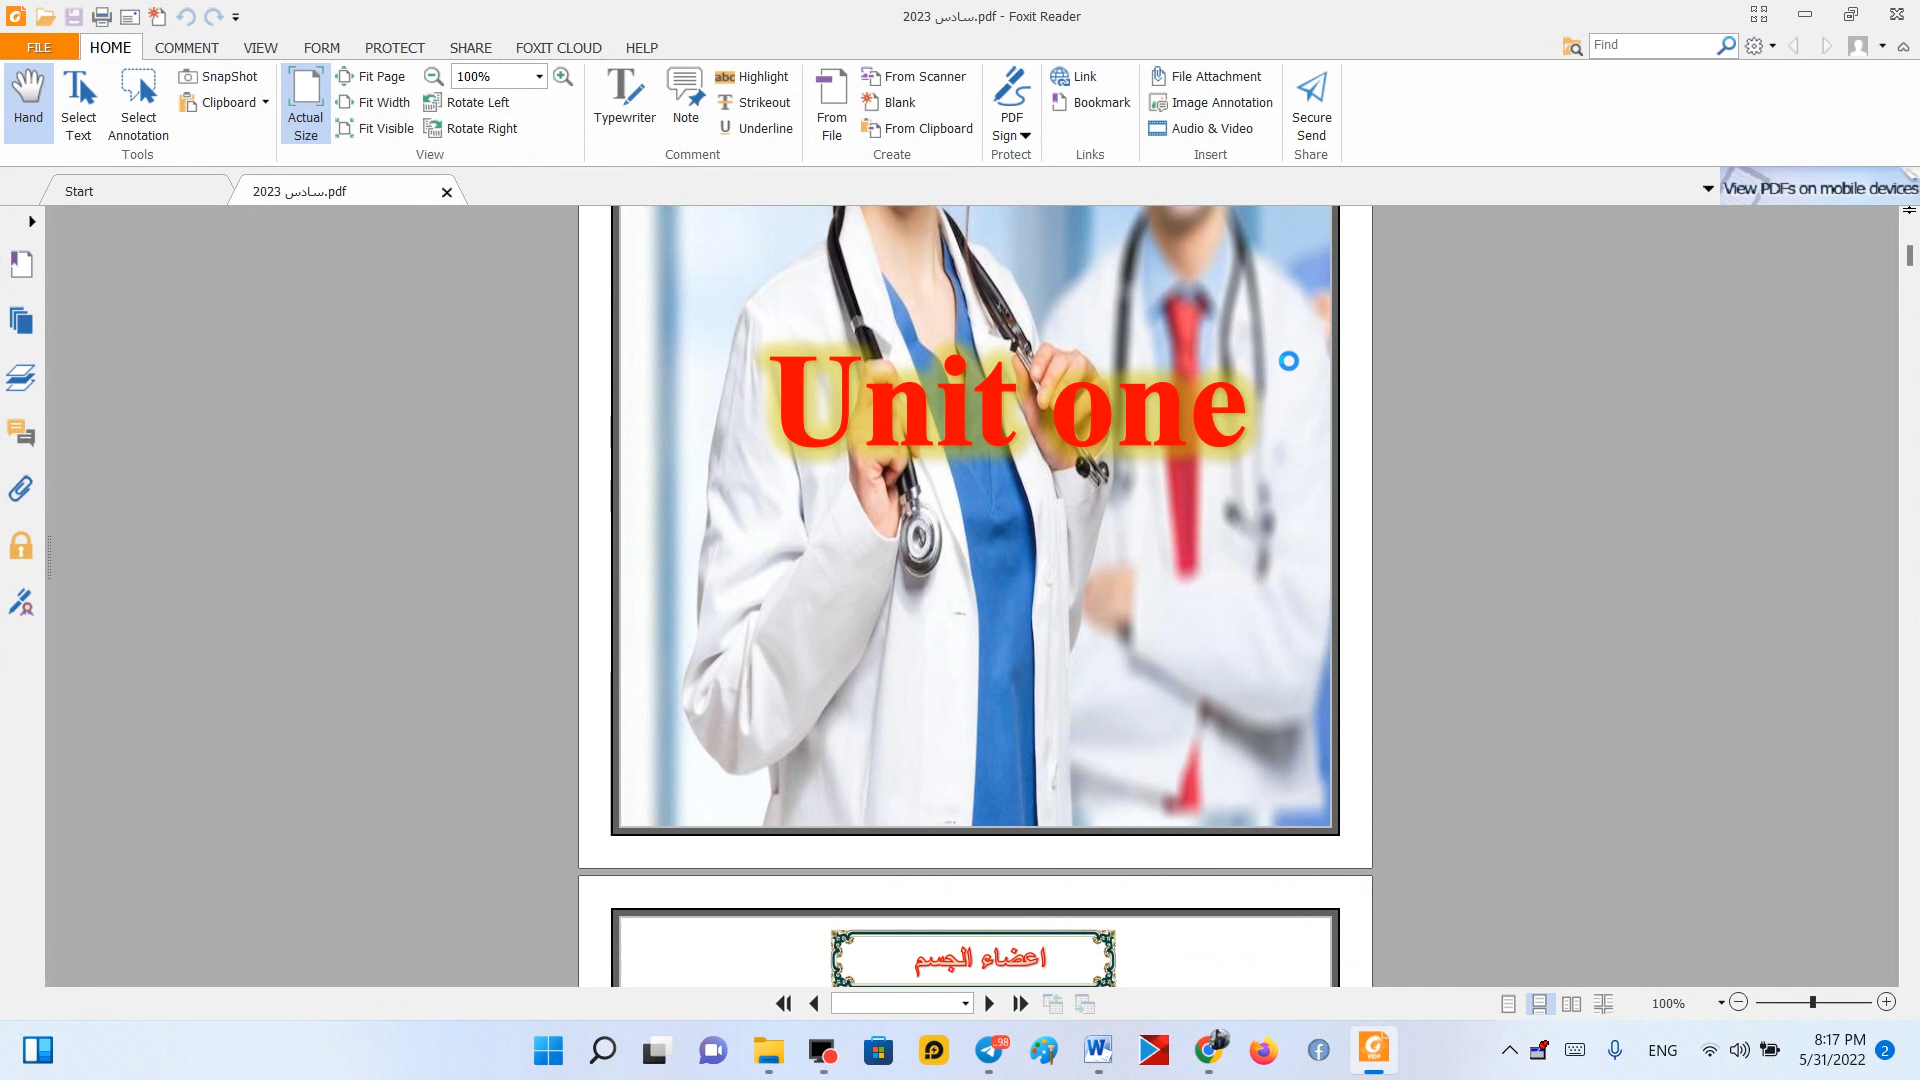 سادس 2023.pdf - Foxit Reader
FILE
HOME
COMMENT
VIEW
FORM
PROTECT
SHARE
FOXIT CLOUD
HELP
Find
Hand
Select
Text
Select
Annotation
SnapShot
Clipboard
Tools
Actual
Size
Fit Page
Fit Width
Fit Visible
100%
Rotate Left
Rotate Right
View
Typewriter
Note
abc Highlight
Strikeout
Underline
Comment
From
File
From Scanner
Blank
From Clipboard
Create
PDF
Sign
Protect
Link
Bookmark
Links
File Attachment
Image Annotation
Audio & Video
Insert
Secure
Send
Share
Start
سادس 2023.pdf
View PDFs on mobile devices
Unit one
اعضاء الجسم
100%
..98
ENG
8:17 PM
5/31/2022
2